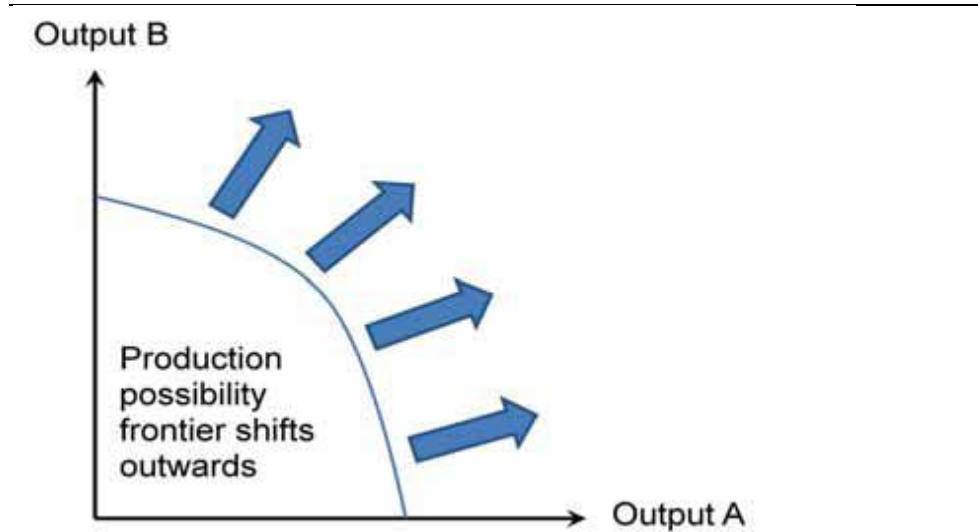 Output B
Production
possibility
frontier shifts
outwards
Output A